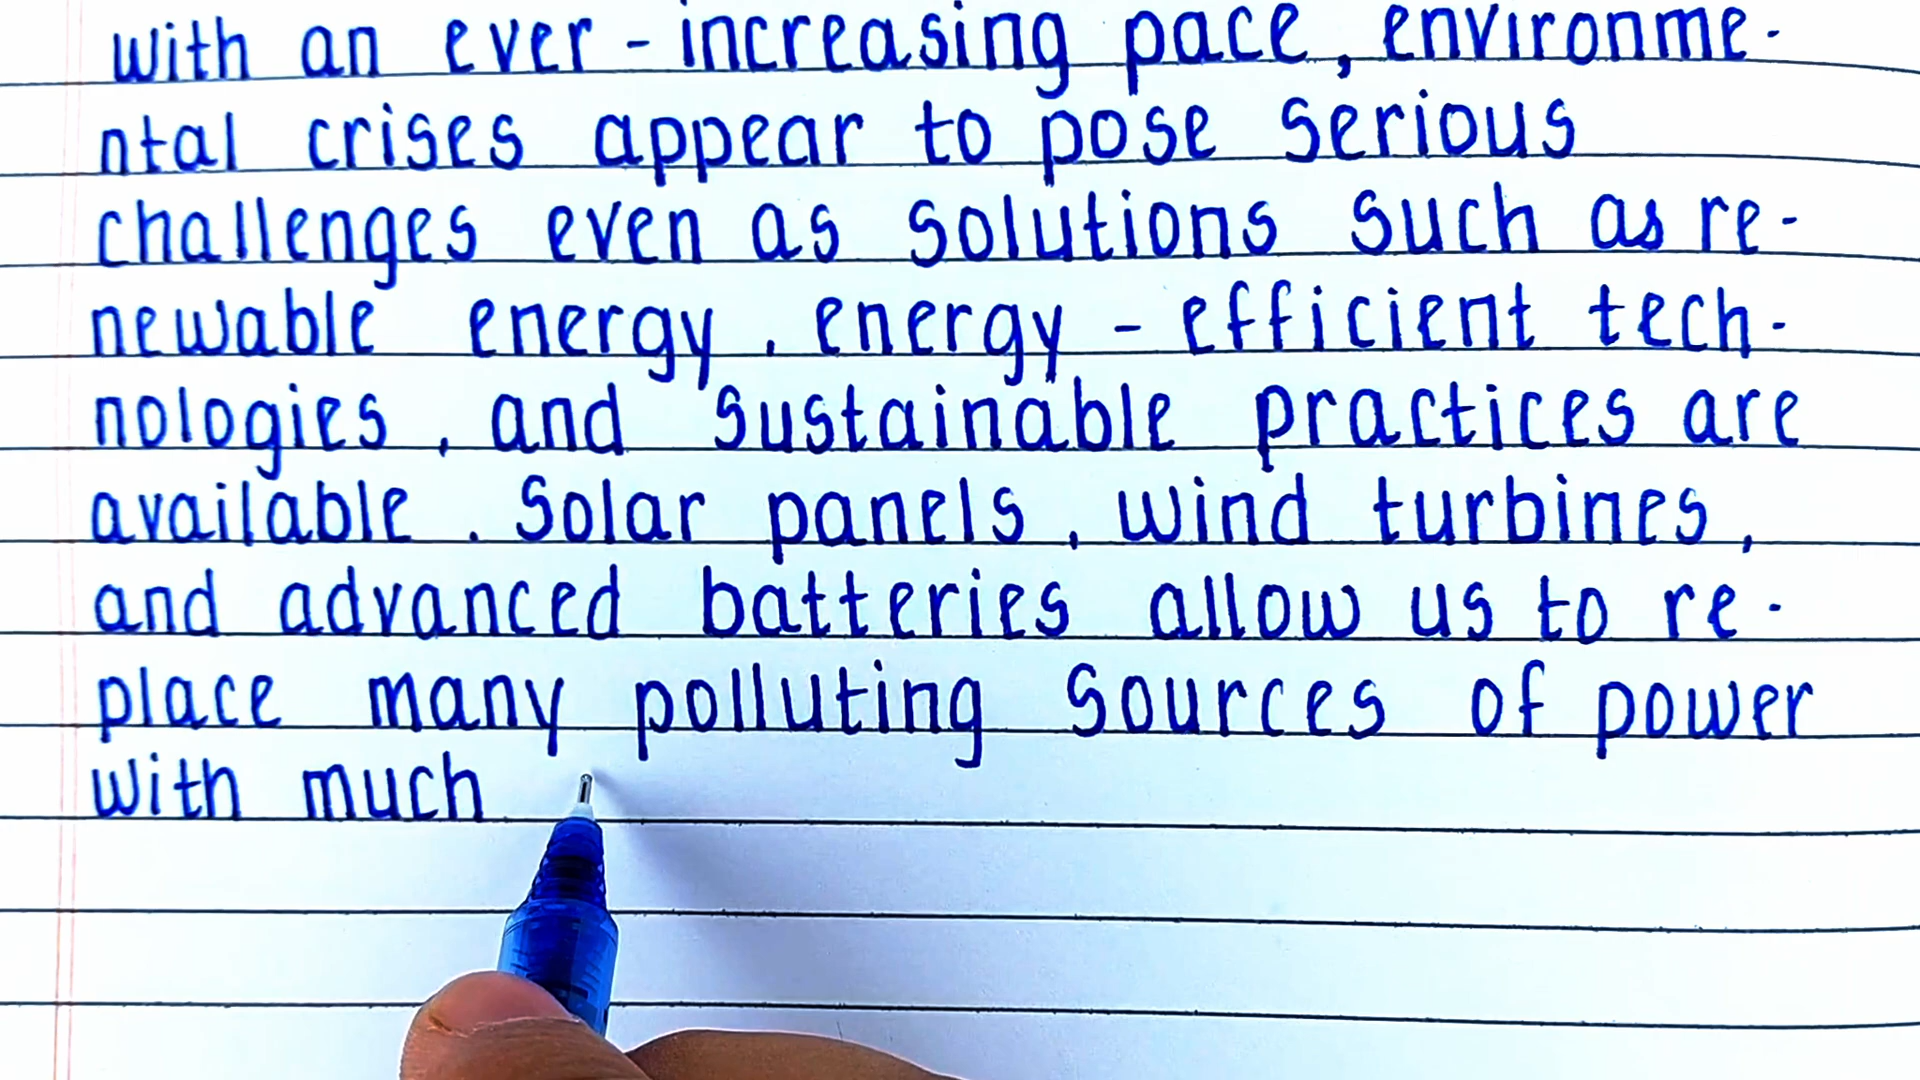 with an ever - increasing pace, environme-
ntal crises appear to pose serious
challenges even as solutions such as re-
newable energy, energy - efficient tech-
nologies, and sustainable practices are
available. Solar panels, wind turbines,
and advanced batteries allow us to re-
place many polluting sources of power
with much